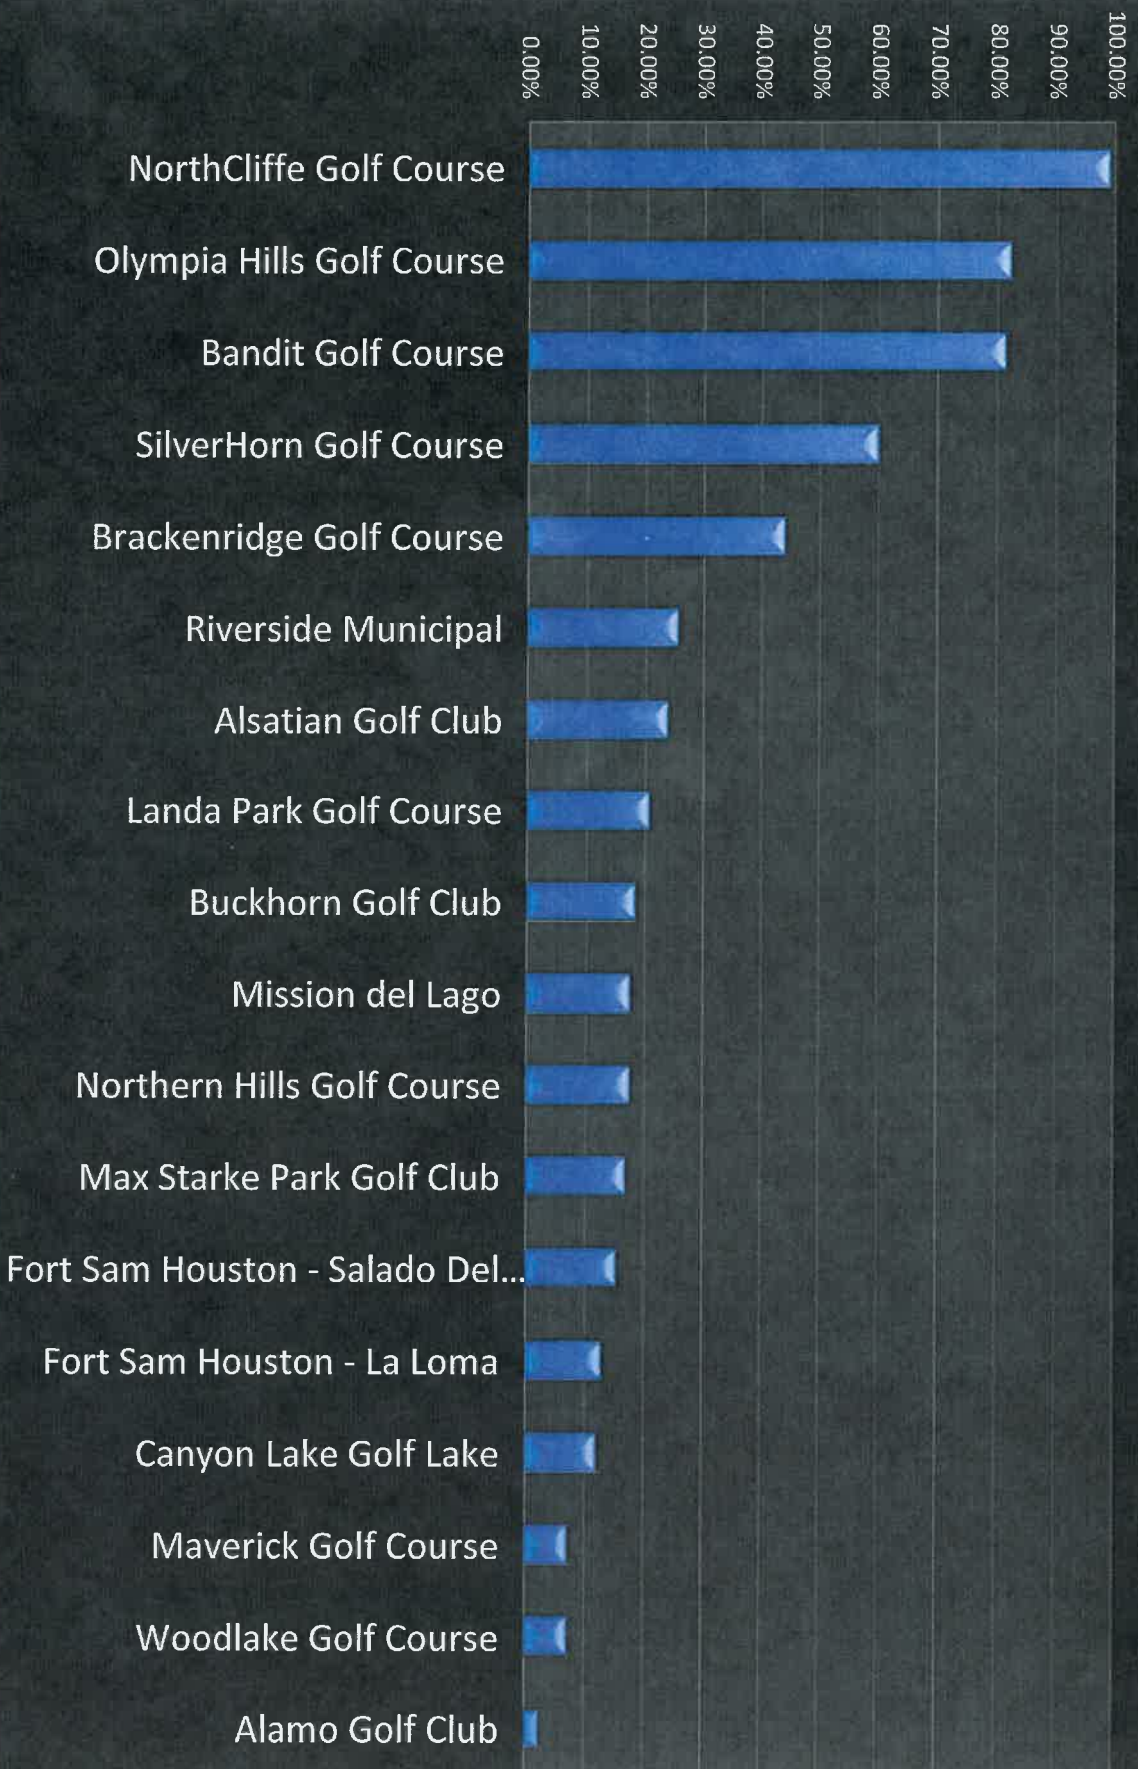 0.00%
10.00%
20.00%
30.00%
40.00%
50.00%
60.00%
70.00%
80.00%
90.00%
100.00%
NorthCliffe Golf Course
Olympia Hills Golf Course
Bandit Golf Course
SilverHorn Golf Course
Brackenridge Golf Course
Riverside Municipal
Alsatian Golf Club
Landa Park Golf Course
Buckhorn Golf Club
Mission del Lago
Northern Hills Golf Course
Max Starke Park Golf Club
Fort Sam Houston - Salado Del...
Fort Sam Houston - La Loma
Canyon Lake Golf Lake
Maverick Golf Course
Woodlake Golf Course
Alamo Golf Club